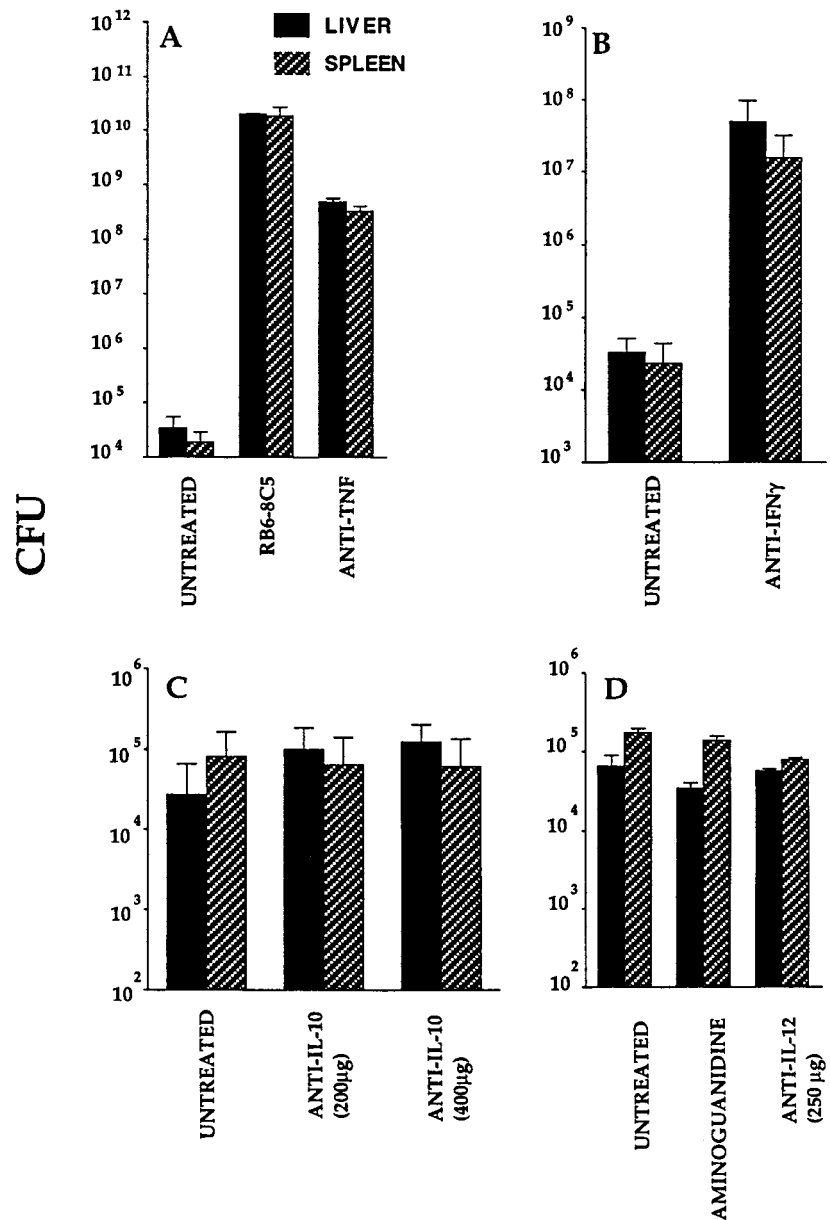 A
LIVER
SPLEEN
10^12
10^11
10^10
10^9
10^8
10^7
10^6
10^5
10^4
UNTREATED
RB6-8C5
ANTI-TNF
B
10^9
10^8
10^7
10^6
10^5
10^4
10^3
UNTREATED
ANTI-IFNγ
CFU
C
10^6
10^5
10^4
10^3
10^2
UNTREATED
ANTI-IL-10
(200µg)
ANTI-IL-10
(400µg)
D
10^6
10^5
10^4
10^3
10^2
UNTREATED
AMINOGUANIDINE
ANTI-IL-12
(250 µg)